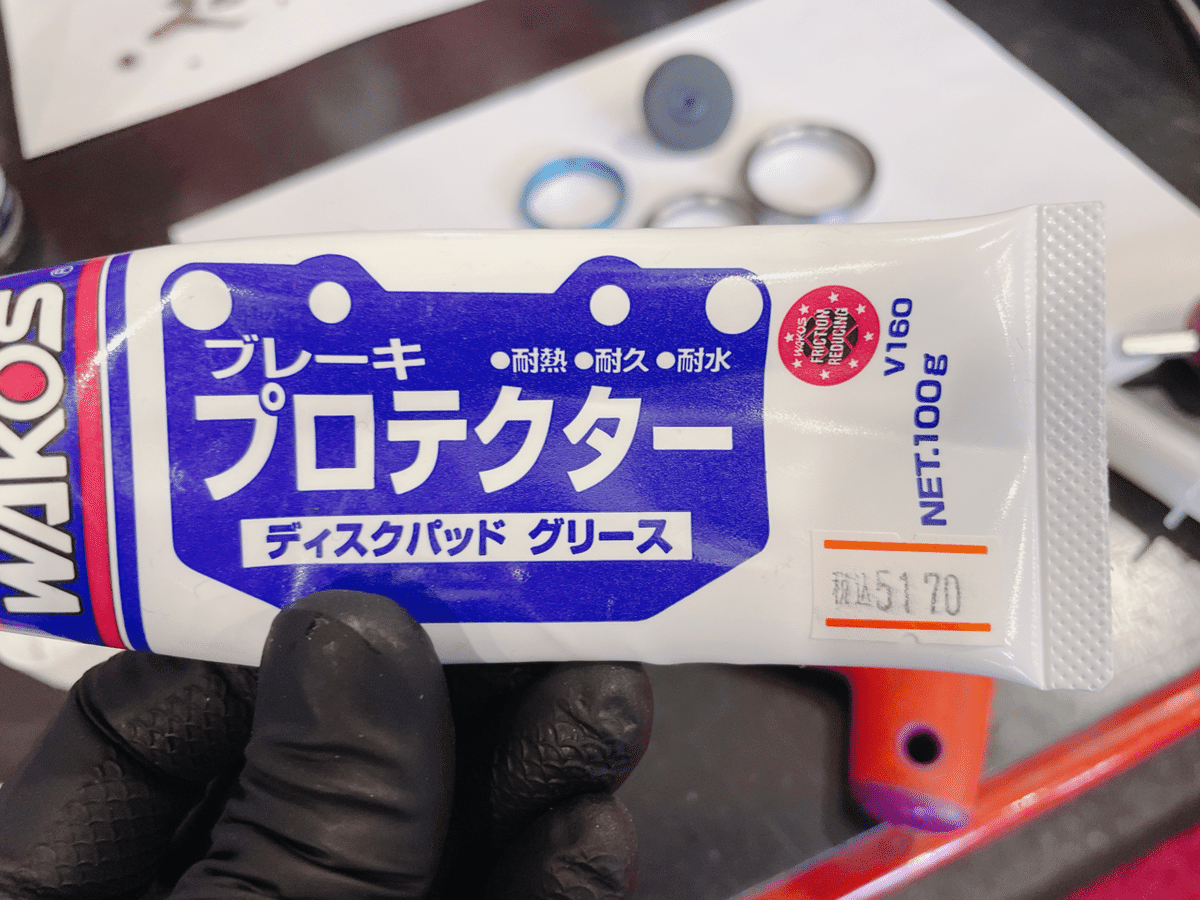 WAKO'S®
ブレーキ
●耐熱 ●耐久 ●耐水
プロテクター
ディスクパッド グリース
WAKO'S
FRICTION
REDUCING
V160
NET.100g
税込5170